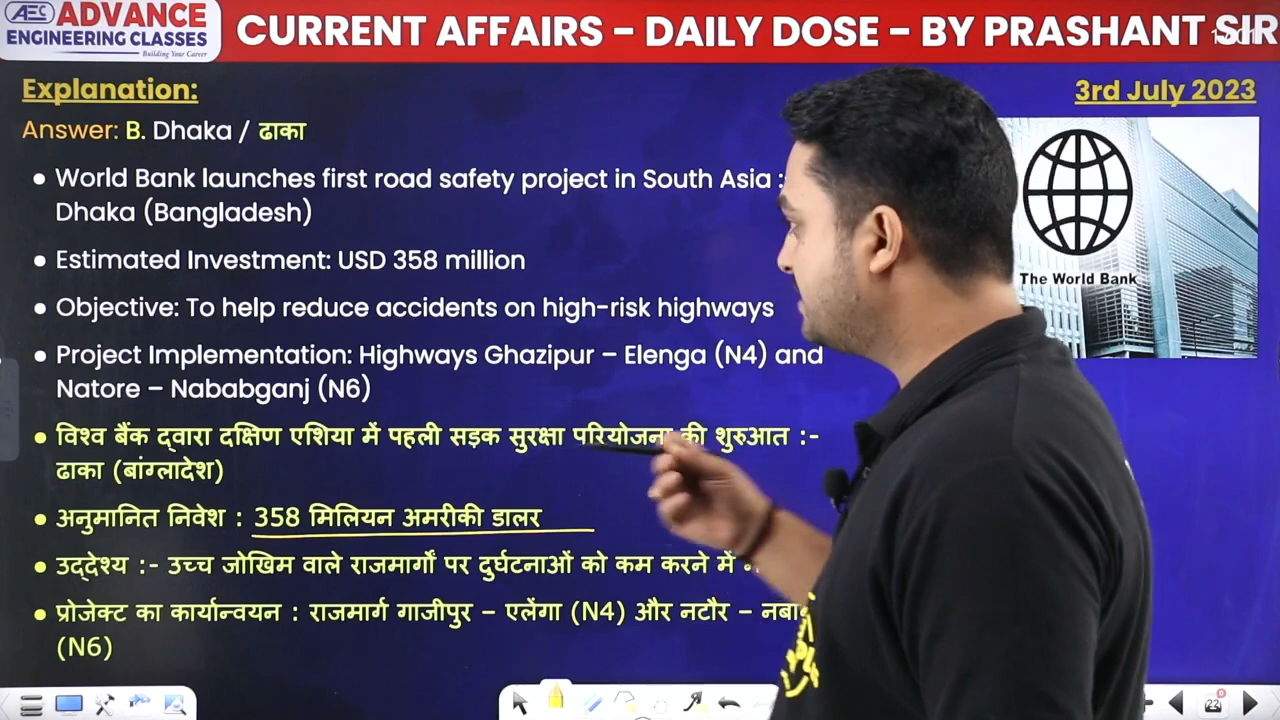 AEC ADVANCE
ENGINEERING CLASSES
Building Your Career
CURRENT AFFAIRS – DAILY DOSE – BY PRASHANT SIR
Explanation:
3rd July 2023
Answer: B. Dhaka / ढाका
• World Bank launches first road safety project in South Asia :
Dhaka (Bangladesh)
• Estimated Investment: USD 358 million
• Objective: To help reduce accidents on high-risk highways
• Project Implementation: Highways Ghazipur – Elenga (N4) and
Natore – Nababganj (N6)
The World Bank
• विश्व बैंक द्वारा दक्षिण एशिया में पहली सड़क सुरक्षा परियोजना की शुरुआत :-
ढाका (बांग्लादेश)
• अनुमानित निवेश : 358 मिलियन अमरीकी डालर
• उद्देश्य :- उच्च जोखिम वाले राजमार्गों पर दुर्घटनाओं को कम करने में
• प्रोजेक्ट का कार्यान्वयन : राजमार्ग गाजीपुर – एलेंगा (N4) और नटौर –
(N6)
22